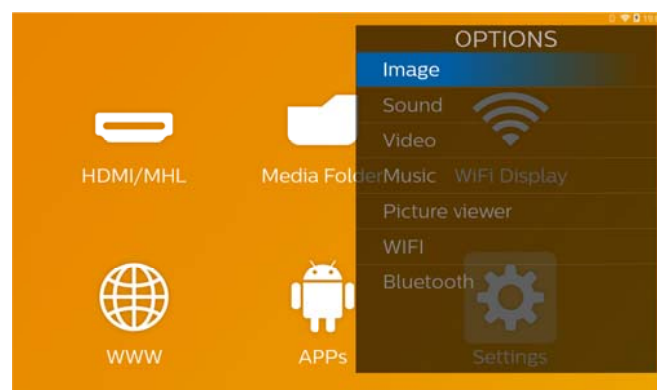 OPTIONS
Image
Sound
Video
Music
Picture viewer
WIFI
Bluetooth
HDMI/MHL
Media Folder
WiFi Display
WWW
APPs
Settings